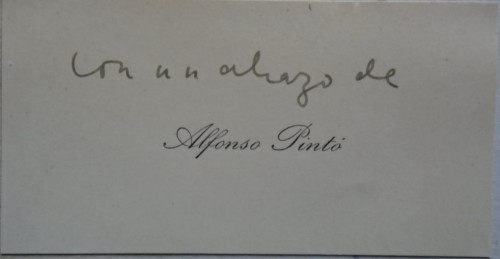 con un abrazo de
Alfonso Pintó